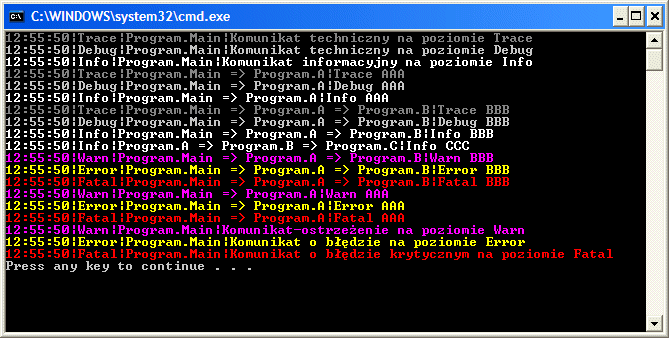 C:\WINDOWS\system32\cmd.exe
12:55:50|Trace|Program.Main|Komunikat techniczny na poziomie Trace
12:55:50|Debug|Program.Main|Komunikat techniczny na poziomie Debug
12:55:50|Info|Program.Main|Komunikat informacyjny na poziomie Info
12:55:50|Trace|Program.Main => Program.A|Trace AAA
12:55:50|Debug|Program.Main => Program.A|Debug AAA
12:55:50|Info|Program.Main => Program.A|Info AAA
12:55:50|Trace|Program.Main => Program.A => Program.B|Trace BBB
12:55:50|Debug|Program.Main => Program.A => Program.B|Debug BBB
12:55:50|Info|Program.Main => Program.A => Program.B|Info BBB
12:55:50|Info|Program.A => Program.B => Program.C|Info CCC
12:55:50|Warn|Program.Main => Program.A => Program.B|Warn BBB
12:55:50|Error|Program.Main => Program.A => Program.B|Error BBB
12:55:50|Fatal|Program.Main => Program.A => Program.B|Fatal BBB
12:55:50|Warn|Program.Main => Program.A|Warn AAA
12:55:50|Error|Program.Main => Program.A|Error AAA
12:55:50|Fatal|Program.Main => Program.A|Fatal AAA
12:55:50|Warn|Program.Main|Komunikat-ostrzeżenie na poziomie Warn
12:55:50|Error|Program.Main|Komunikat o błędzie na poziomie Error
12:55:50|Fatal|Program.Main|Komunikat o błędzie krytycznym na poziomie Fatal
Press any key to continue . . .